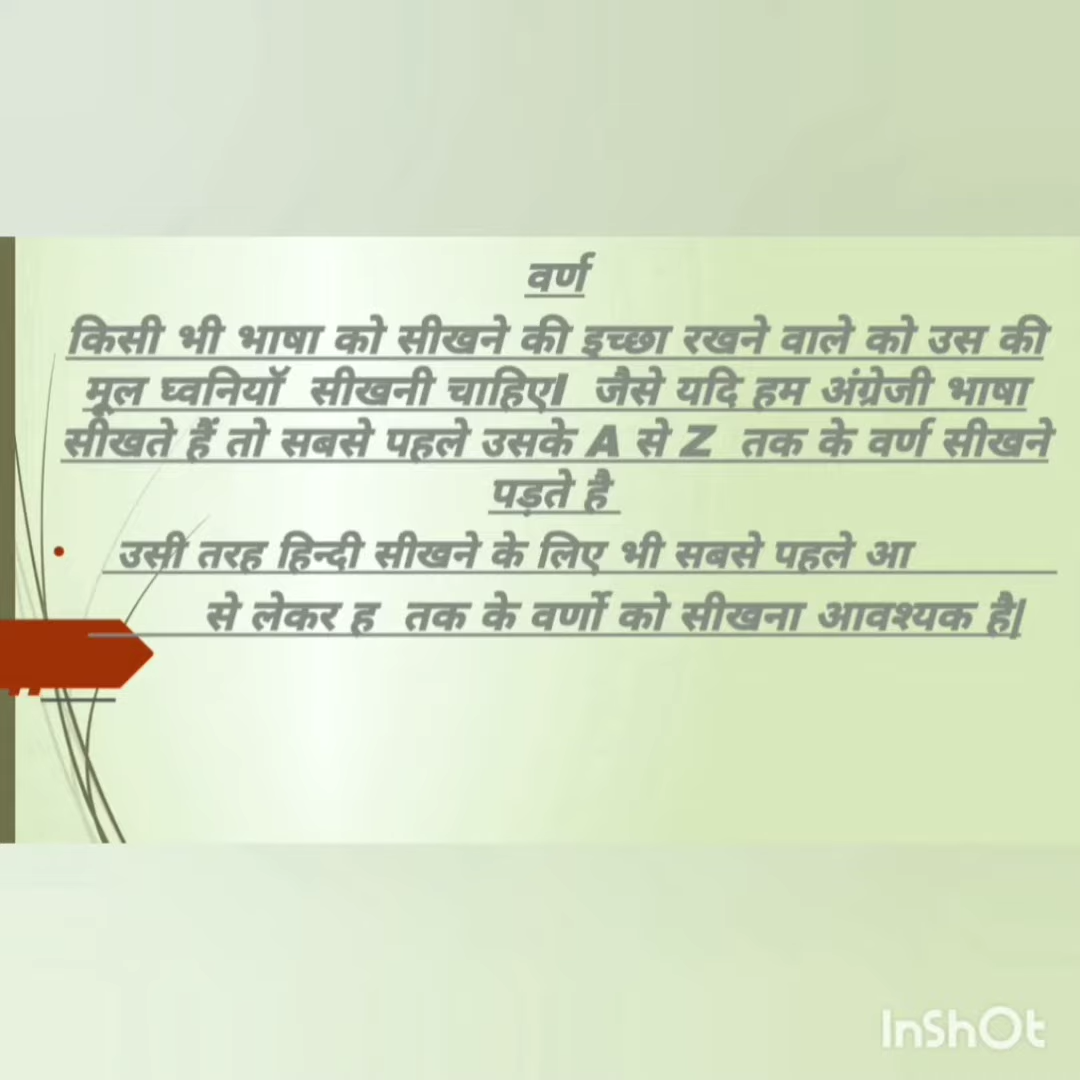 वर्ण
किसी भी भाषा को सीखने की इच्छा रखने वाले को उस की
मूल घ्वनियॉ सीखनी चाहिए। जैसे यदि हम अंग्रेजी भाषा
सीखते हैं तो सबसे पहले उसके A से Z तक के वर्ण सीखने
पड़ते है
• उसी तरह हिन्दी सीखने के लिए भी सबसे पहले आ
से लेकर ह तक के वर्णो को सीखना आवश्यक है|
InShOt